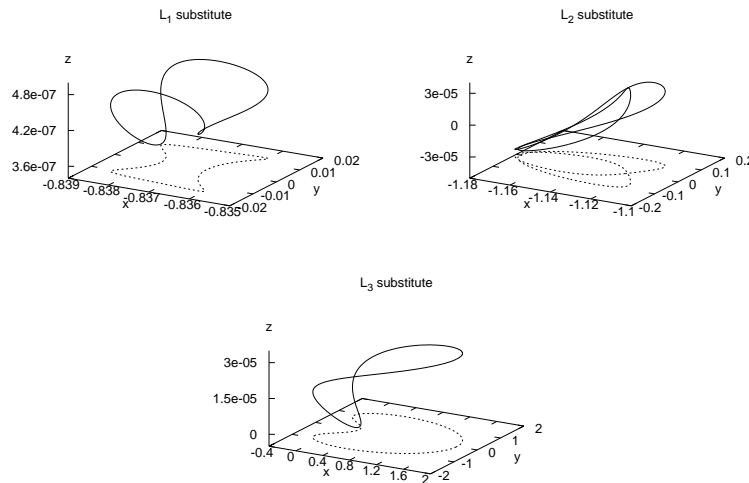 L₁ substitute
z
4.8e-07
4.2e-07
3.6e-07
-0.839
-0.838
-0.837
-0.836
-0.835
x
-0.02
-0.01
0
0.01
0.02
y
L₂ substitute
z
3e-05
0
-3e-05
-1.18
-1.16
-1.14
-1.12
-1.1
x
-0.2
-0.1
0
0.1
0.2
y
L₃ substitute
z
3e-05
1.5e-05
0
-0.4
0
0.4
0.8
1.2
1.6
2
x
-2
-1
0
1
2
y